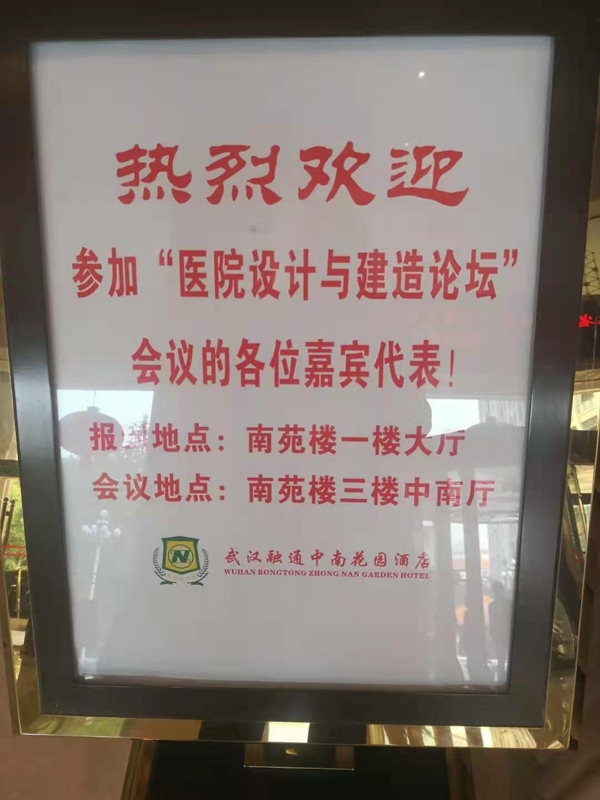 热烈欢迎
参加“医院设计与建造论坛”
会议的各位嘉宾代表!
报到地点：南苑楼一楼大厅
会议地点：南苑楼三楼中南厅
N
武汉融通中南花园酒店
WUHAN RONGTONG ZHONG NAN GARDEN HOTEL